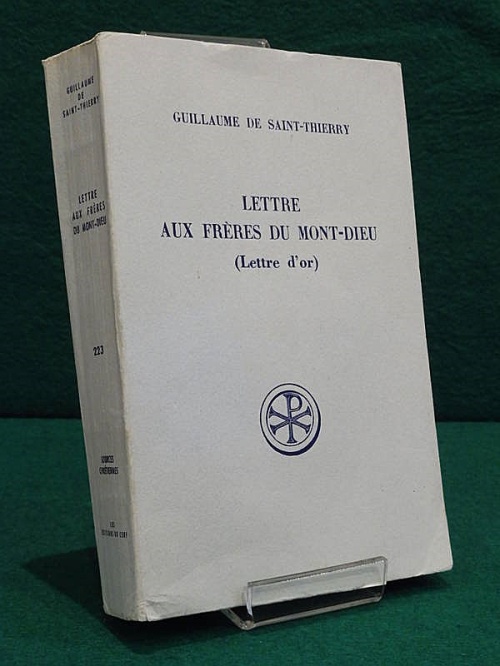 GUILLAUME DE SAINT-THIERRY
LETTRE
AUX FRÈRES DU MONT-DIEU
(Lettre d'or)
GUILLAUME
DE
SAINT-THIERRY
LETTRE
AUX FRÈRES
DU MONT-DIEU
223
SOURCES
CHRÉTIENNES
LES
ÉDITIONS DU CERF